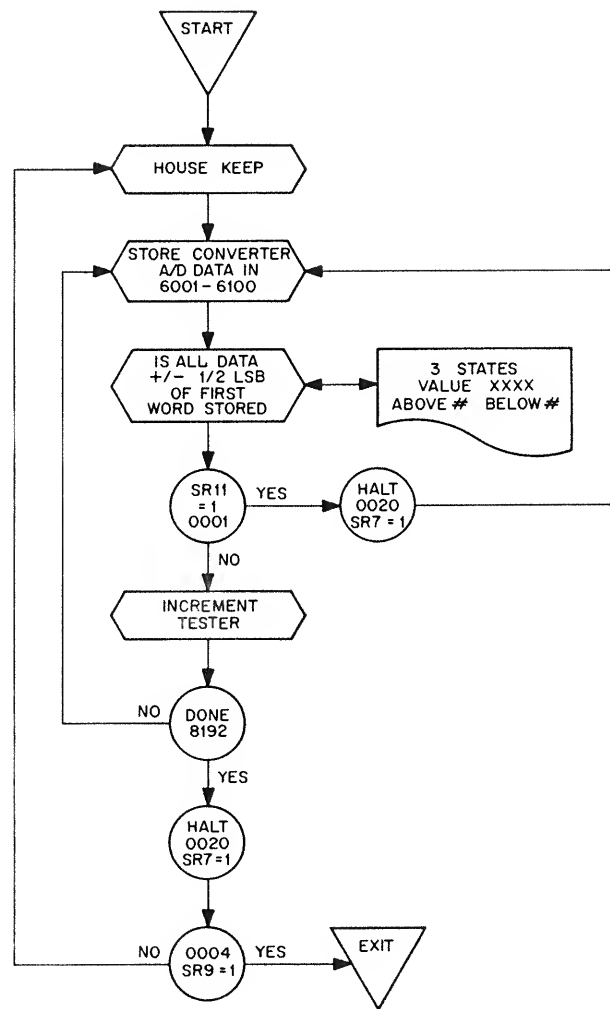 START
HOUSE KEEP
STORE CONVERTER
A/D DATA IN
6001-6100
IS ALL DATA
+/- 1/2 LSB
OF FIRST
WORD STORED
3 STATES
VALUE XXXX
ABOVE # BELOW #
SR11
= 1
0001
YES
HALT
0020
SR7 = 1
NO
INCREMENT
TESTER
NO
DONE
8192
YES
HALT
0020
SR7 = 1
NO
0004
SR9 = 1
YES
EXIT